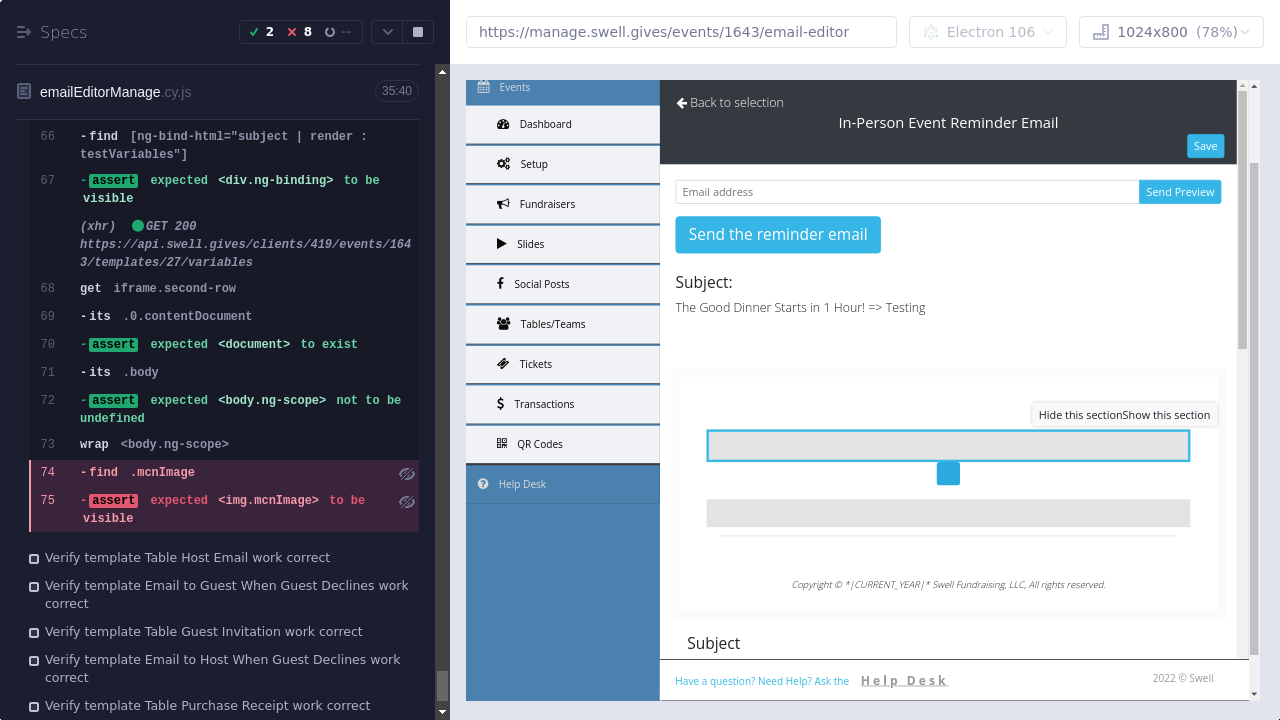 Specs
2
8
--
emailEditorManage.cy.js
35:40
66 -find [ng-bind-html="subject | render :
testVariables"]
67 -assert expected <div.ng-binding> to be
visible
(xhr) GET 200
https://api.swell.gives/clients/419/events/164
3/templates/27/variables
68 get iframe.second-row
69 -its .0.contentDocument
70 -assert expected <document> to exist
71 -its .body
72 -assert expected <body.ng-scope> not to be
undefined
73 wrap <body.ng-scope>
74 -find .mcnImage
75 -assert expected <img.mcnImage> to be
visible
Verify template Table Host Email work correct
Verify template Email to Guest When Guest Declines work
correct
Verify template Table Guest Invitation work correct
Verify template Email to Host When Guest Declines work
correct
Verify template Table Purchase Receipt work correct
https://manage.swell.gives/events/1643/email-editor
Electron 106
1024x800 (78%)
Events
Dashboard
Setup
Fundraisers
Slides
Social Posts
Tables/Teams
Tickets
Transactions
QR Codes
Help Desk
Back to selection
In-Person Event Reminder Email
Save
Email address
Send Preview
Send the reminder email
Subject:
The Good Dinner Starts in 1 Hour! => Testing
Hide this sectionShow this section
Copyright © *|CURRENT_YEAR|* Swell Fundraising, LLC, All rights reserved.
Subject
Have a question? Need Help? Ask the Help Desk
2022 © Swell